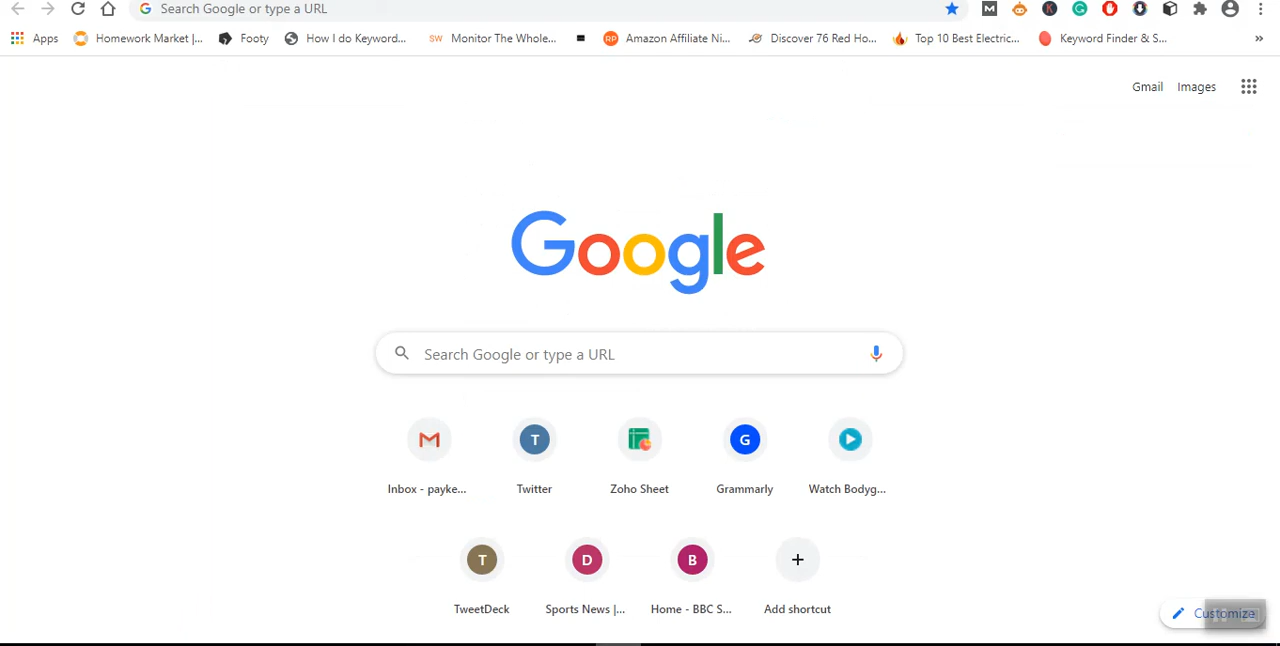 Search Google or type a URL
Apps Homework Market |... Footy How I do Keyword... SW Monitor The Whole... RP Amazon Affiliate Ni... Discover 76 Red Ho... Top 10 Best Electric... Keyword Finder & S... »
Gmail Images
Google
Search Google or type a URL
T G
Inbox - payke... Twitter Zoho Sheet Grammarly Watch Bodyg...
T D B
TweetDeck Sports News |... Home - BBC S... Add shortcut
Customize